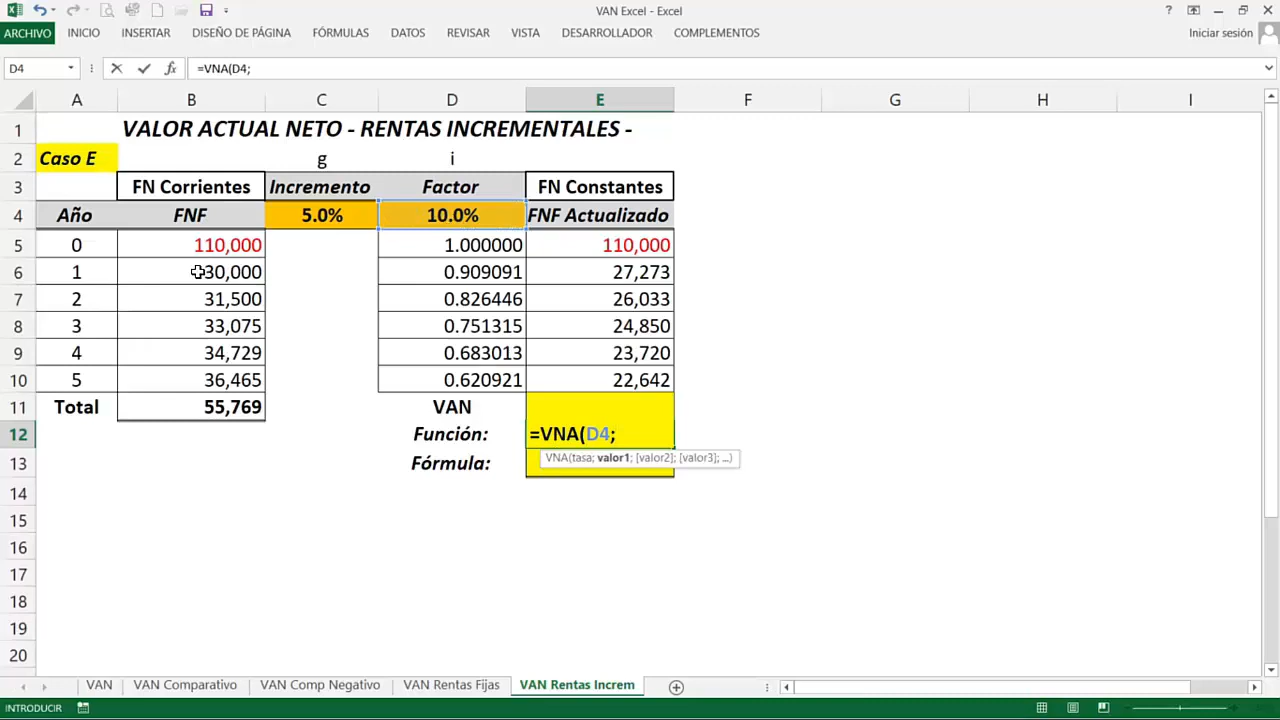 VAN Excel - Excel
ARCHIVO INICIO INSERTAR DISEÑO DE PÁGINA FÓRMULAS DATOS REVISAR VISTA DESARROLLADOR COMPLEMENTOS Iniciar sesión
D4 fx =VNA(D4;
A B C D E F G H I
1 VALOR ACTUAL NETO - RENTAS INCREMENTALES -
2 Caso E g i
3 FN Corrientes Incremento Factor FN Constantes
4 Año FNF 5.0% 10.0% FNF Actualizado
5 0 110,000 1.000000 110,000
6 1 30,000 0.909091 27,273
7 2 31,500 0.826446 26,033
8 3 33,075 0.751315 24,850
9 4 34,729 0.683013 23,720
10 5 36,465 0.620921 22,642
11 Total 55,769 VAN
12 Función: =VNA(D4;
VNA(tasa; valor1; [valor2]; [valor3]; ...)
13 Fórmula:
14
15
16
17
18
19
20
VAN VAN Comparativo VAN Comp Negativo VAN Rentas Fijas VAN Rentas Increm
INTRODUCIR